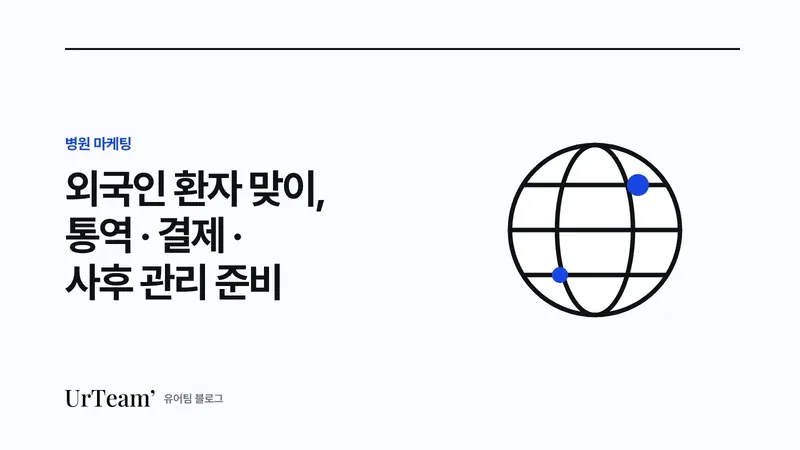 병원 마케팅
외국인 환자 맞이,
통역 · 결제 ·
사후 관리 준비
UrTeam’ 유어팀 블로그